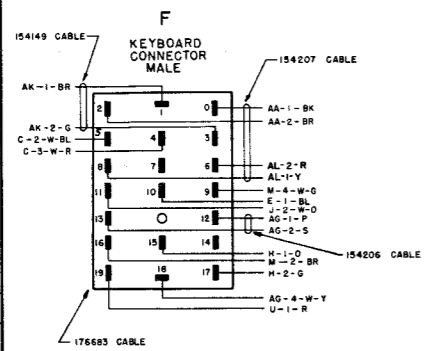 F
154149 CABLE
KEYBOARD
CONNECTOR
MALE
154207 CABLE
AK-1-BR
2
1
0
AA-1-BK
AA-2-BR
AK-2-G
5
4
3
C-2-W-BL
C-3-W-R
8
7
6
AL-2-R
AL-1-Y
11
10
9
M-4-W-G
E-1-BL
J-2-W-O
13
12
AG-1-P
AG-2-S
16
15
14
K-1-O
154206 CABLE
M-2-BR
19
18
17
H-2-G
AG-4-W-Y
U-1-R
176683 CABLE